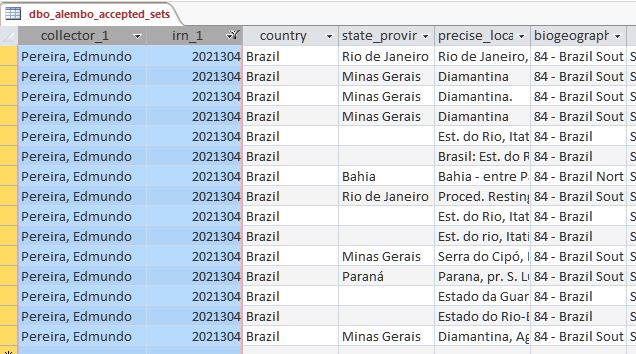 dbo_alembo_accepted_sets
collector_1 irn_1 country state_provir precise_loca biogeograph
Pereira, Edmundo 2021304 Brazil Rio de Janeiro Rio de Janeiro, 84 - Brazil Sout S
Pereira, Edmundo 2021304 Brazil Minas Gerais Diamantina 84 - Brazil Sout S
Pereira, Edmundo 2021304 Brazil Minas Gerais Diamantina. 84 - Brazil Sout S
Pereira, Edmundo 2021304 Brazil Minas Gerais Diamantina 84 - Brazil Sout S
Pereira, Edmundo 2021304 Brazil Est. do Rio, Itat 84 - Brazil S
Pereira, Edmundo 2021304 Brazil Brasil: Est. do R 84 - Brazil S
Pereira, Edmundo 2021304 Brazil Bahia Bahia - entre P 84 - Brazil Nort S
Pereira, Edmundo 2021304 Brazil Rio de Janeiro Proced. Resting 84 - Brazil Sout S
Pereira, Edmundo 2021304 Brazil Est. do Rio, Itat 84 - Brazil S
Pereira, Edmundo 2021304 Brazil Est. do rio, Itati 84 - Brazil S
Pereira, Edmundo 2021304 Brazil Minas Gerais Serra do Cipó, I 84 - Brazil Sout S
Pereira, Edmundo 2021304 Brazil Paraná Parana, pr. S. Lu 84 - Brazil Sout S
Pereira, Edmundo 2021304 Brazil Estado da Guar 84 - Brazil S
Pereira, Edmundo 2021304 Brazil Estado do Rio-E 84 - Brazil S
Pereira, Edmundo 2021304 Brazil Minas Gerais Diamantina, Ag 84 - Brazil Sout S